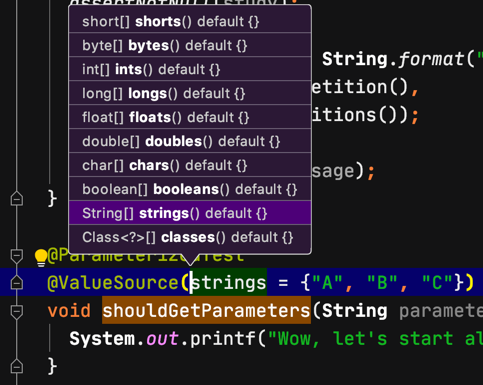 short[] shorts() default {}
byte[] bytes() default {}
int[] ints() default {}
String.format("
long[] longs() default {}
etition(),
float[] floats() default {}
itions());
double[] doubles() default {}
char[] chars() default {}
sage);
boolean[] booleans() default {}
}
String[] strings() default {}
Class<?>[] classes() default {}
@ParameterizedTest
@ValueSource(strings = {"A", "B", "C"})
void shouldGetParameters(String paramete
System.out.printf("Wow, let's start al
}